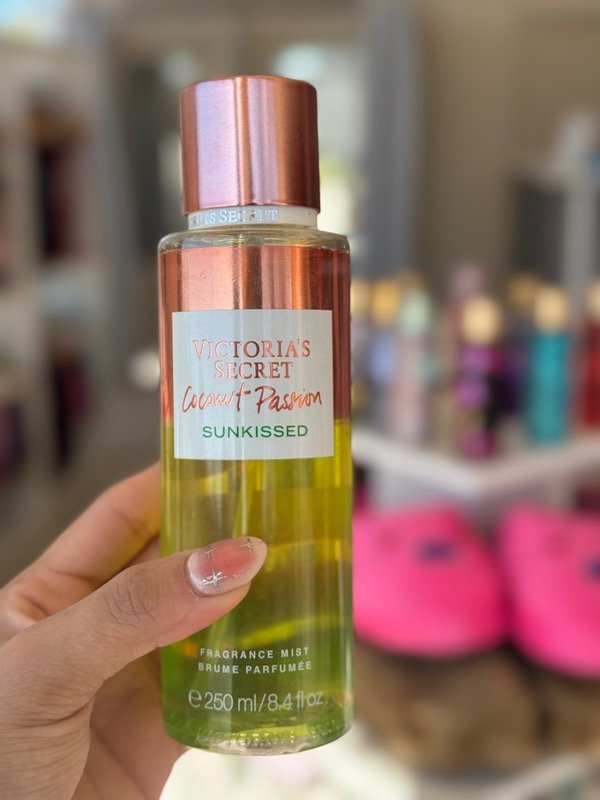 VICTORIA'S
SECRET
Coconut Passion
SUNKISSED
FRAGRANCE MIST
BRUME PARFUMÉE
e 250 ml/8.4 fl oz